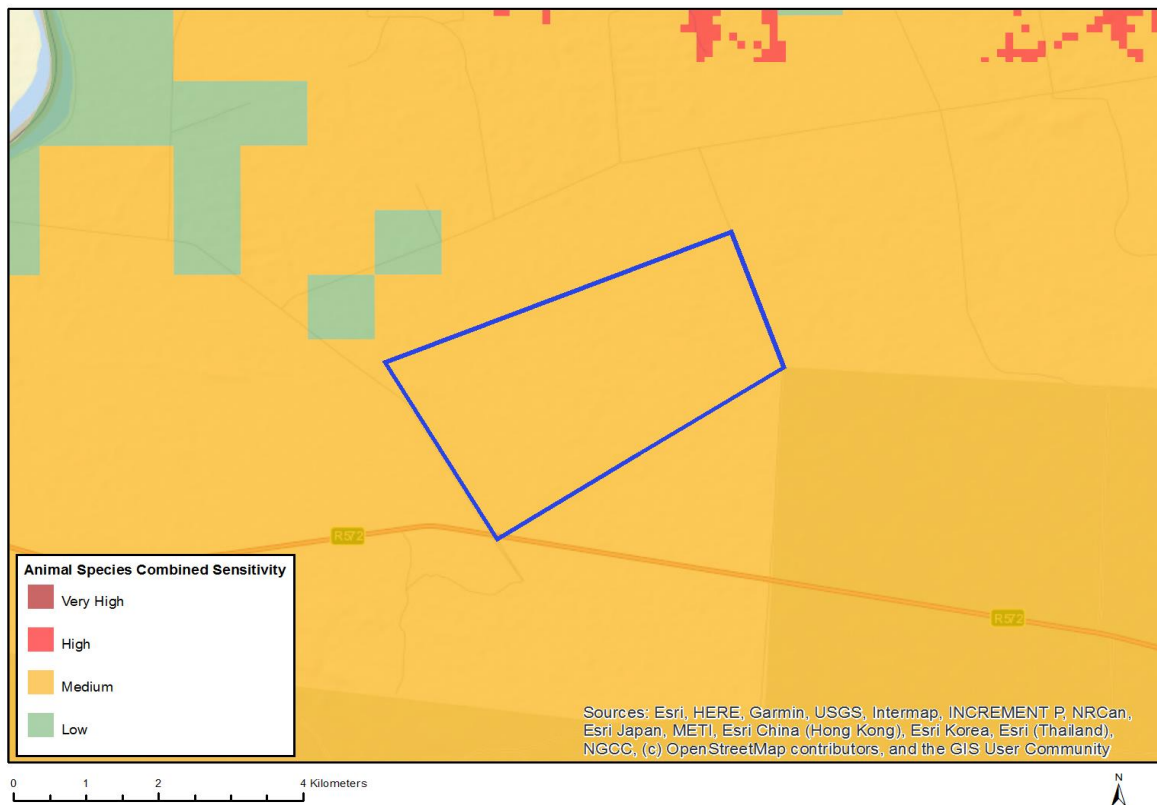 R572
R572
Animal Species Combined Sensitivity
Very High
High
Medium
Low
Sources: Esri, HERE, Garmin, USGS, Intermap, INCREMENT P, NRCan,
Esri Japan, METI, Esri China (Hong Kong), Esri Korea, Esri (Thailand),
NGCC, (c) OpenStreetMap contributors, and the GIS User Community
0 1 2 4 Kilometers
N